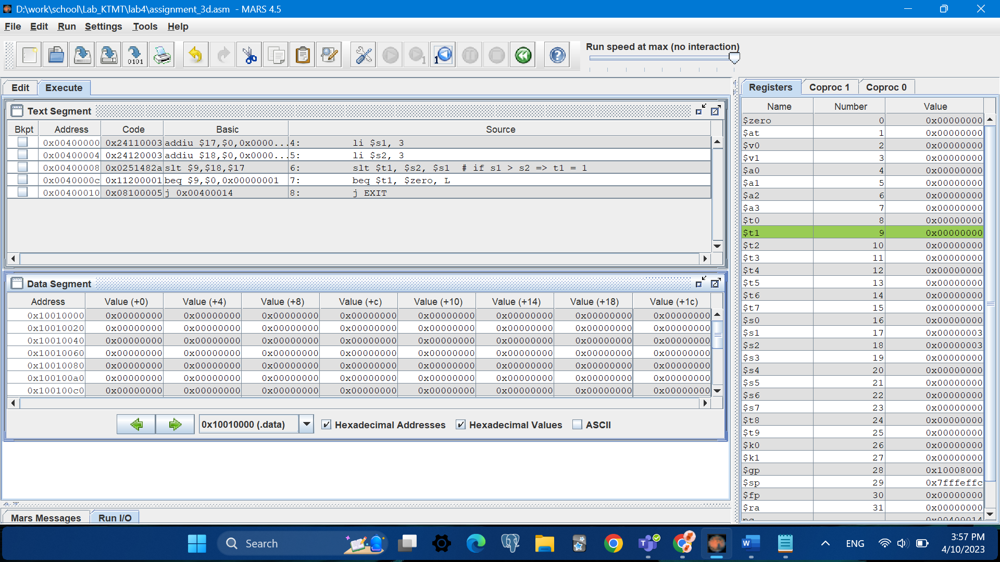 D:\work\school\Lab_KTMT\lab4\assignment_3d.asm - MARS 4.5
File Edit Run Settings Tools Help
Run speed at max (no interaction)
0101
1
1
Edit Execute
Registers Coproc 1 Coproc 0
Text Segment
Bkpt Address Code Basic Source
0x00400000 0x24110003 addiu $17,$0,0x0000... 4: li $s1, 3
0x00400004 0x24120003 addiu $18,$0,0x0000... 5: li $s2, 3
0x00400008 0x0251482a slt $9,$18,$17 6: slt $t1, $s2, $s1 # if s1 > s2 => t1 = 1
0x0040000c 0x11200001 beq $9,$0,0x00000001 7: beq $t1, $zero, L
0x00400010 0x08100005 j 0x00400014 8: j EXIT
Data Segment
Address Value (+0) Value (+4) Value (+8) Value (+c) Value (+10) Value (+14) Value (+18) Value (+1c)
0x10010000 0x00000000 0x00000000 0x00000000 0x00000000 0x00000000 0x00000000 0x00000000 0x00000000
0x10010020 0x00000000 0x00000000 0x00000000 0x00000000 0x00000000 0x00000000 0x00000000 0x00000000
0x10010040 0x00000000 0x00000000 0x00000000 0x00000000 0x00000000 0x00000000 0x00000000 0x00000000
0x10010060 0x00000000 0x00000000 0x00000000 0x00000000 0x00000000 0x00000000 0x00000000 0x00000000
0x10010080 0x00000000 0x00000000 0x00000000 0x00000000 0x00000000 0x00000000 0x00000000 0x00000000
0x100100a0 0x00000000 0x00000000 0x00000000 0x00000000 0x00000000 0x00000000 0x00000000 0x00000000
0x100100c0 0x00000000 0x00000000 0x00000000 0x00000000 0x00000000 0x00000000 0x00000000 0x00000000
0x10010000 (.data) Hexadecimal Addresses Hexadecimal Values ASCII
Mars Messages Run I/O
Name Number Value
$zero 0 0x00000000
$at 1 0x00000000
$v0 2 0x00000000
$v1 3 0x00000000
$a0 4 0x00000000
$a1 5 0x00000000
$a2 6 0x00000000
$a3 7 0x00000000
$t0 8 0x00000000
$t1 9 0x00000000
$t2 10 0x00000000
$t3 11 0x00000000
$t4 12 0x00000000
$t5 13 0x00000000
$t6 14 0x00000000
$t7 15 0x00000000
$s0 16 0x00000000
$s1 17 0x00000003
$s2 18 0x00000003
$s3 19 0x00000000
$s4 20 0x00000000
$s5 21 0x00000000
$s6 22 0x00000000
$s7 23 0x00000000
$t8 24 0x00000000
$t9 25 0x00000000
$k0 26 0x00000000
$k1 27 0x00000000
$gp 28 0x10008000
$sp 29 0x7fffeffc
$fp 30 0x00000000
$ra 31 0x00000000
pc 0x00400014
Search
ENG
3:57 PM
4/10/2023